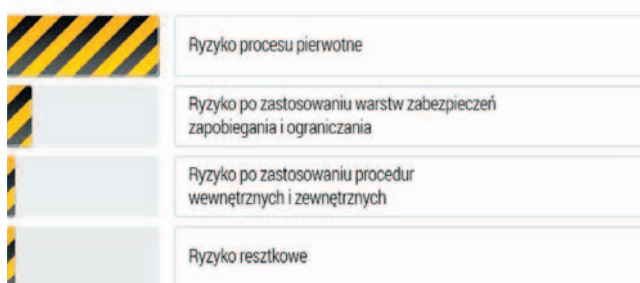 Ryzyko procesu pierwotne
Ryzyko po zastosowaniu warstw zabezpieczeń
zapobiegania i ograniczania
Ryzyko po zastosowaniu procedur
wewnętrznych i zewnętrznych
Ryzyko resztkowe